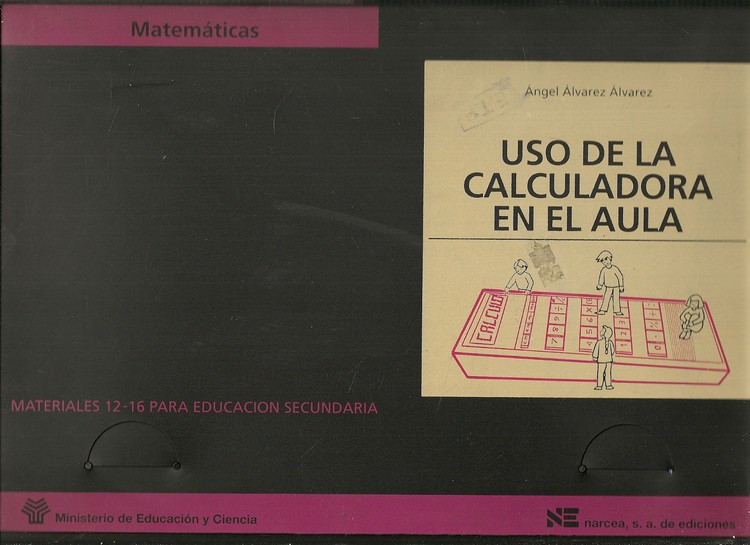 Matemáticas
Ángel Álvarez Álvarez
USO DE LA
CALCULADORA
EN EL AULA
CALCULO
MATERIALES 12-16 PARA EDUCACION SECUNDARIA
Ministerio de Educación y Ciencia
NE narcea, s. a. de ediciones